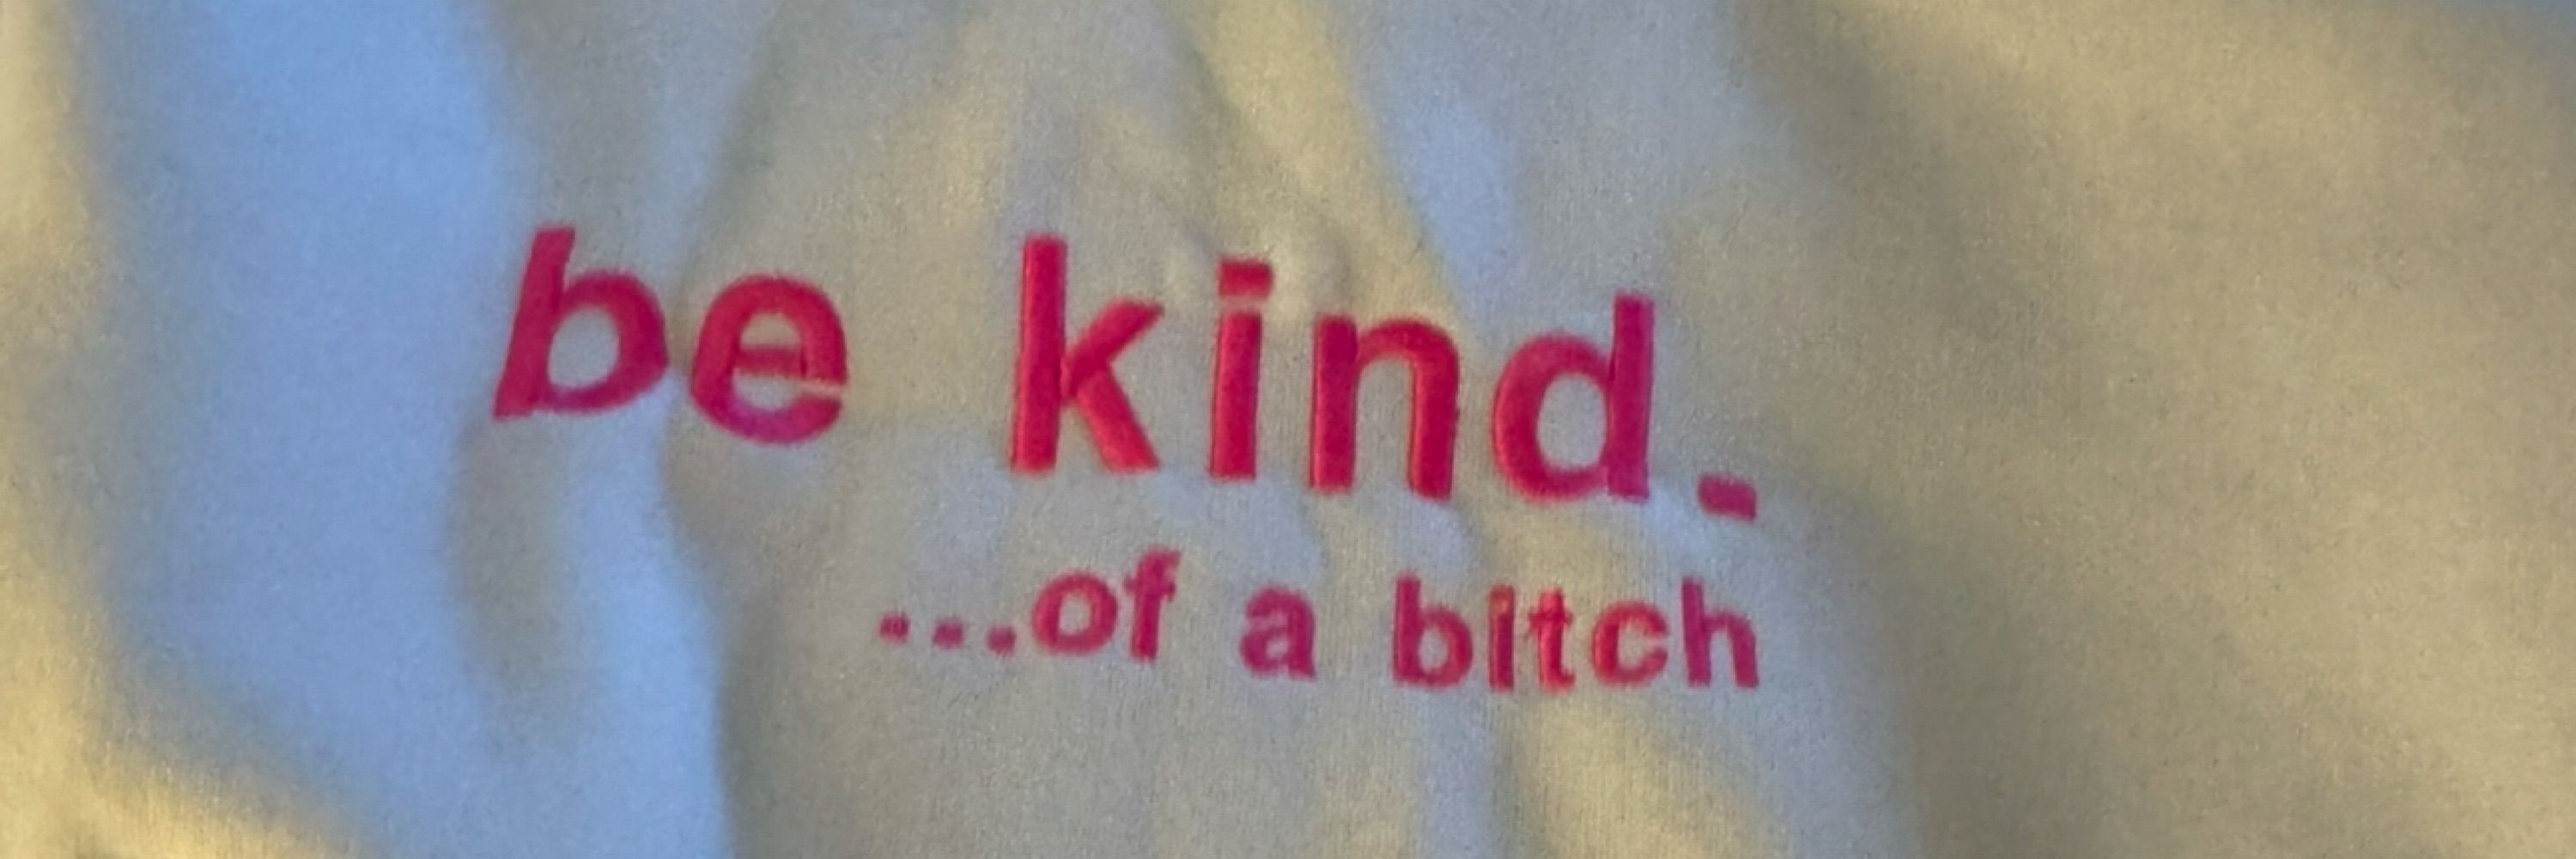 be kind.
...of a bitch